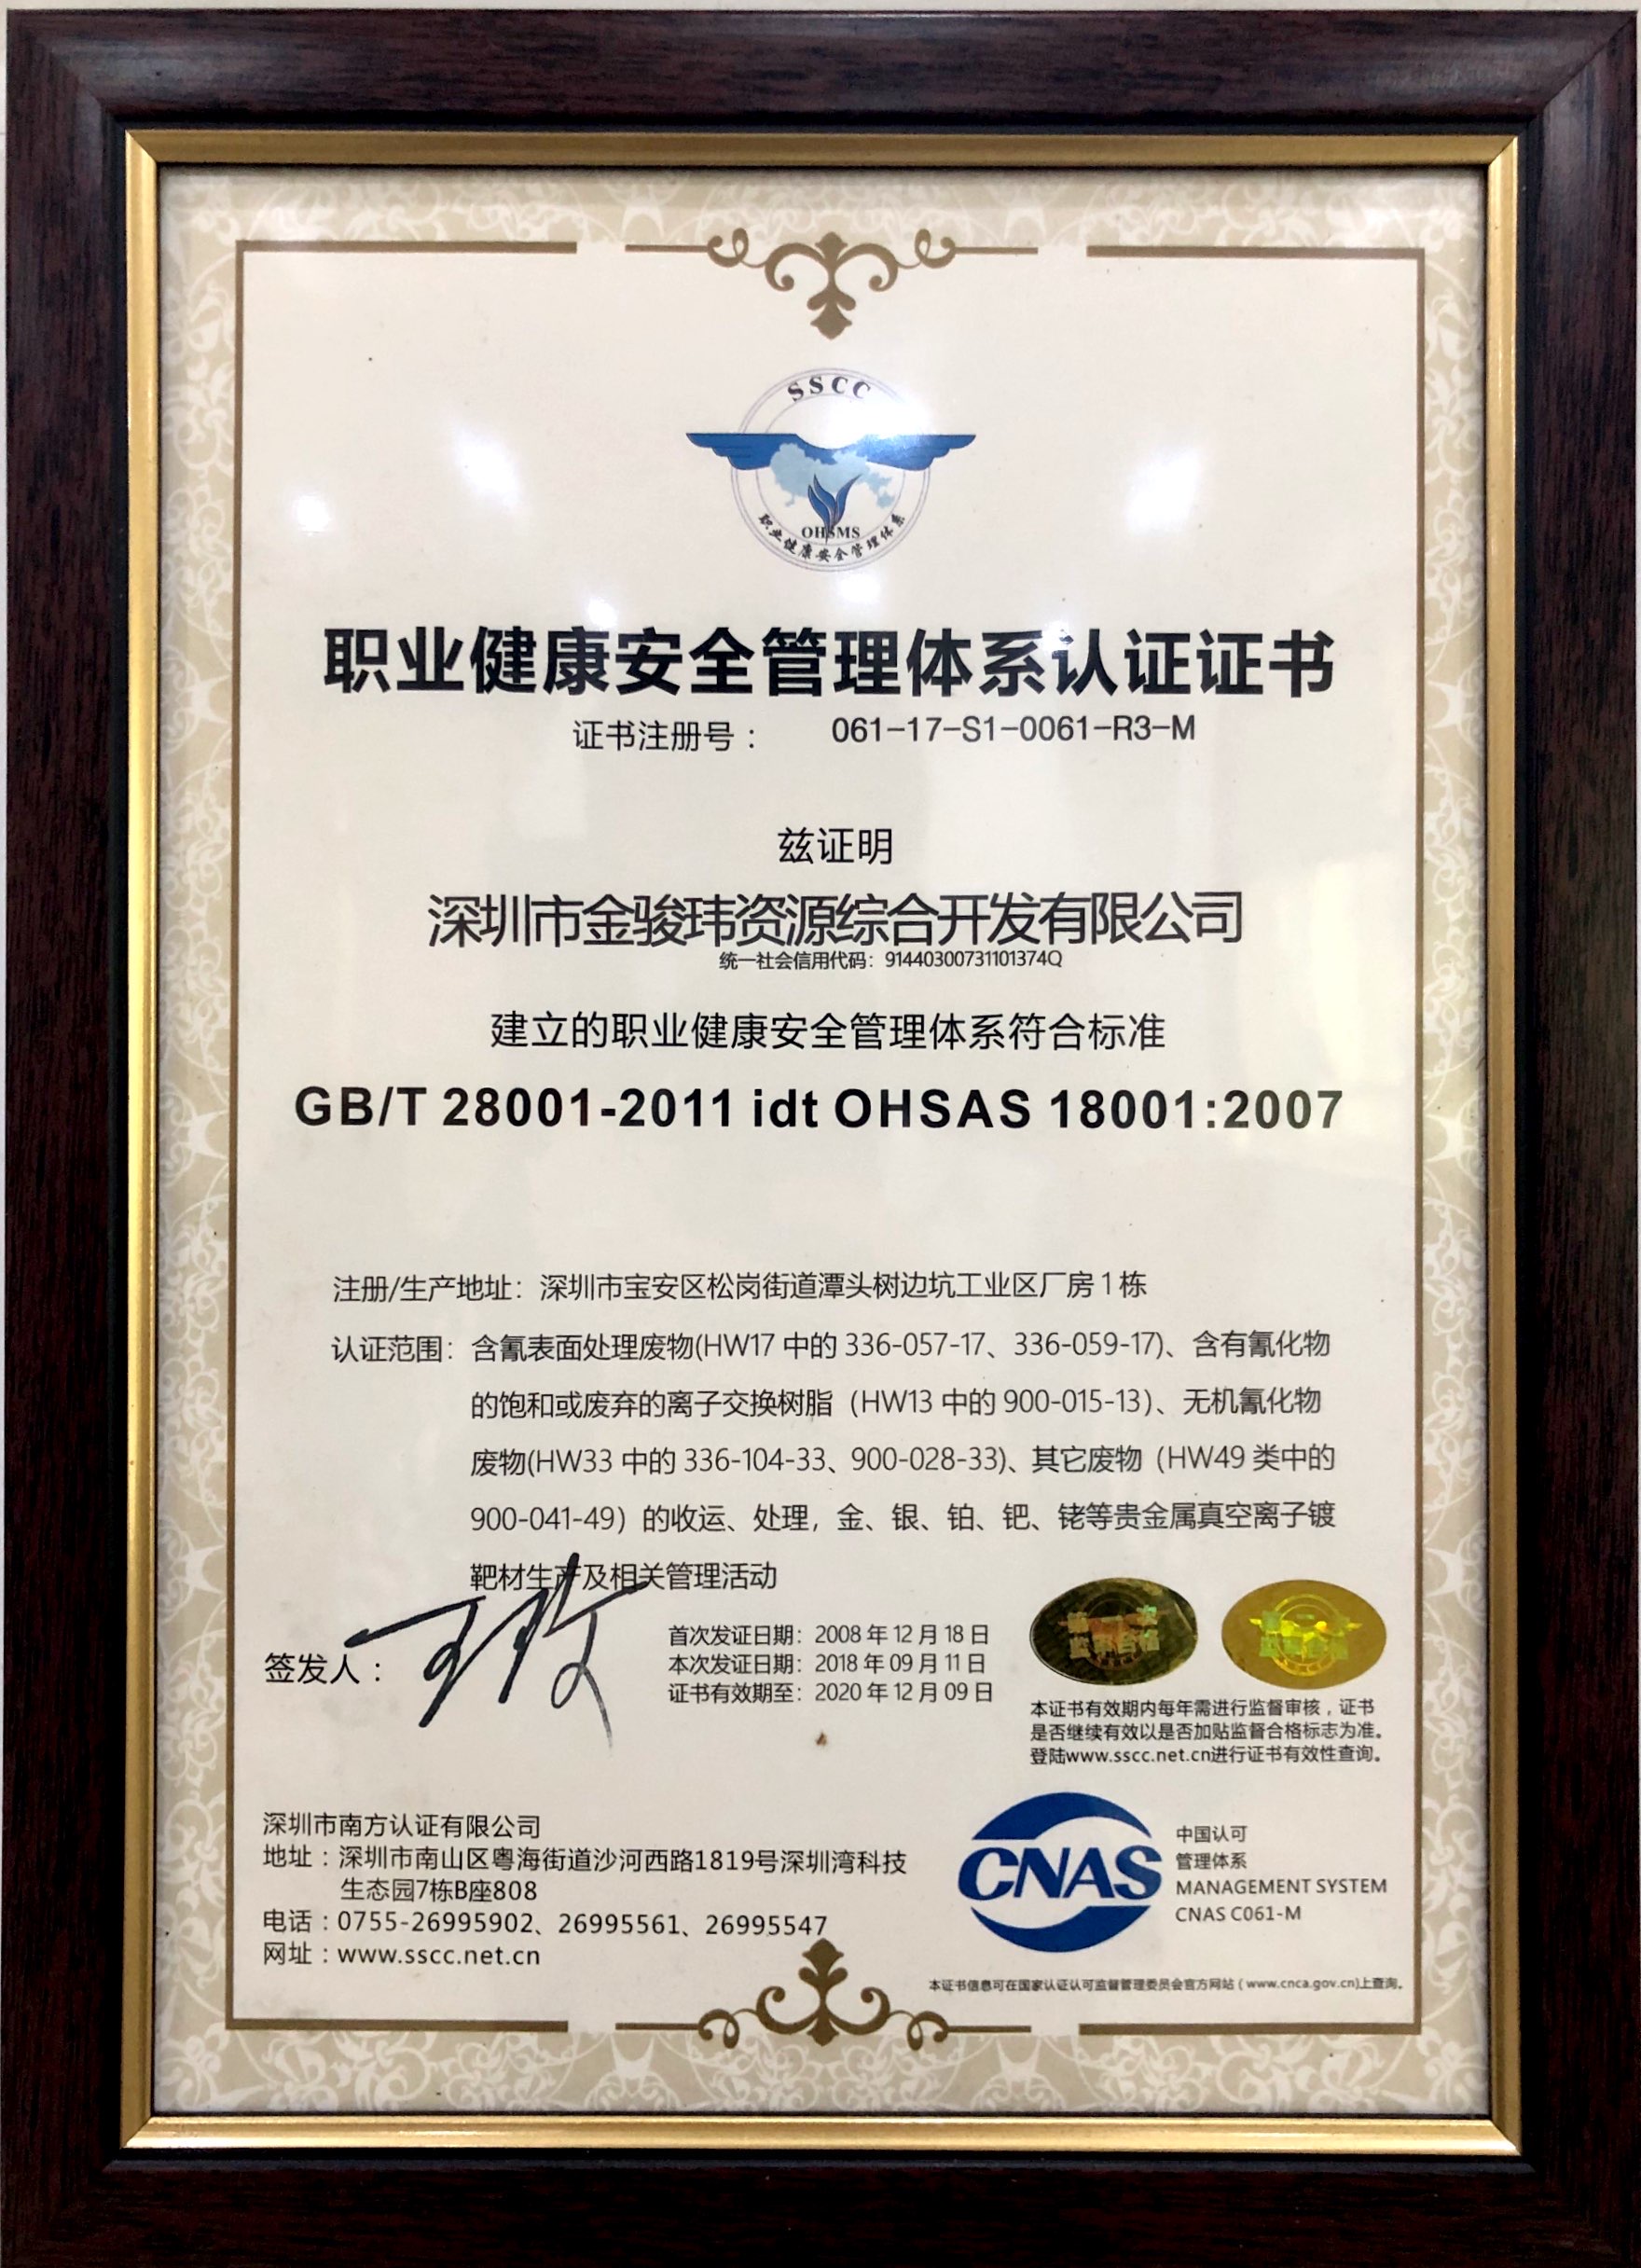 SSCC
OHSMS
职业健康安全管理体系
职业健康安全管理体系认证证书
证书注册号： 061-17-S1-0061-R3-M
兹证明
深圳市金骏玮资源综合开发有限公司
统一社会信用代码：91440300731101374Q
建立的职业健康安全管理体系符合标准
GB/T 28001-2011 idt OHSAS 18001:2007
注册/生产地址：深圳市宝安区松岗街道潭头树边坑工业区厂房1栋
认证范围：含氰表面处理废物(HW17 中的 336-057-17、336-059-17)、含有氰化物
的饱和或废弃的离子交换树脂（HW13 中的 900-015-13）、无机氰化物
废物(HW33 中的 336-104-33、900-028-33)、其它废物（HW49 类中的
900-041-49）的收运、处理，金、银、铂、钯、铑等贵金属真空离子镀
靶材生产及相关管理活动
签发人：
首次发证日期：2008 年 12 月 18 日
本次发证日期：2018 年 09 月 11 日
证书有效期至：2020 年 12 月 09 日
本证书有效期内每年需进行监督审核，证书
是否继续有效以是否加贴监督合格标志为准。
登陆www.sscc.net.cn进行证书有效性查询。
深圳市南方认证有限公司
地址：深圳市南山区粤海街道沙河西路1819号深圳湾科技
生态园7栋B座808
电话：0755-26995902、26995561、26995547
网址：www.sscc.net.cn
CNAS
中国认可
管理体系
MANAGEMENT SYSTEM
CNAS C061-M
本证书信息可在国家认证认可监督管理委员会官方网站（www.cnca.gov.cn)上查询。